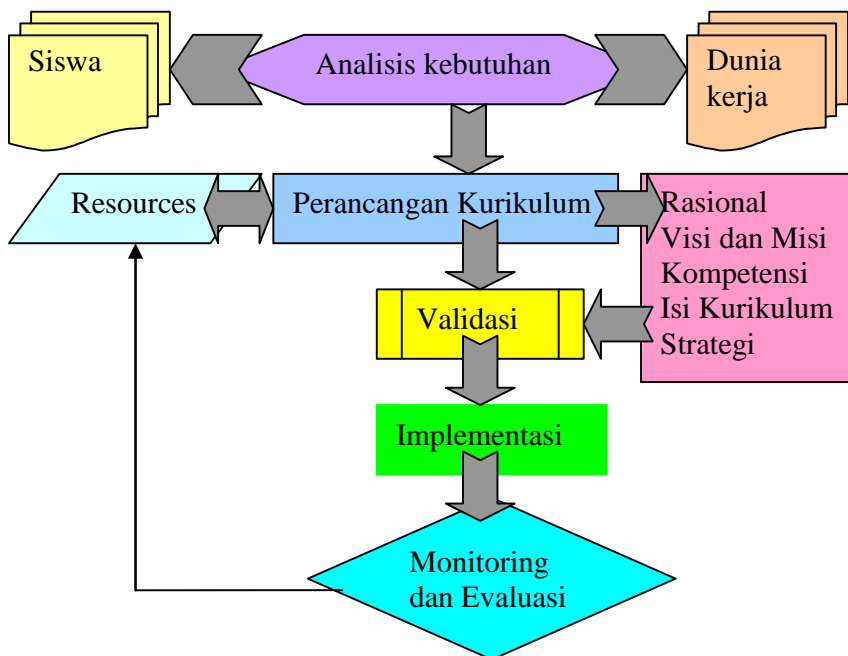 Siswa
Analisis kebutuhan
Dunia
kerja
Resources
Perancangan Kurikulum
Rasional
Visi dan Misi
Kompetensi
Isi Kurikulum
Strategi
Validasi
Implementasi
Monitoring
dan Evaluasi